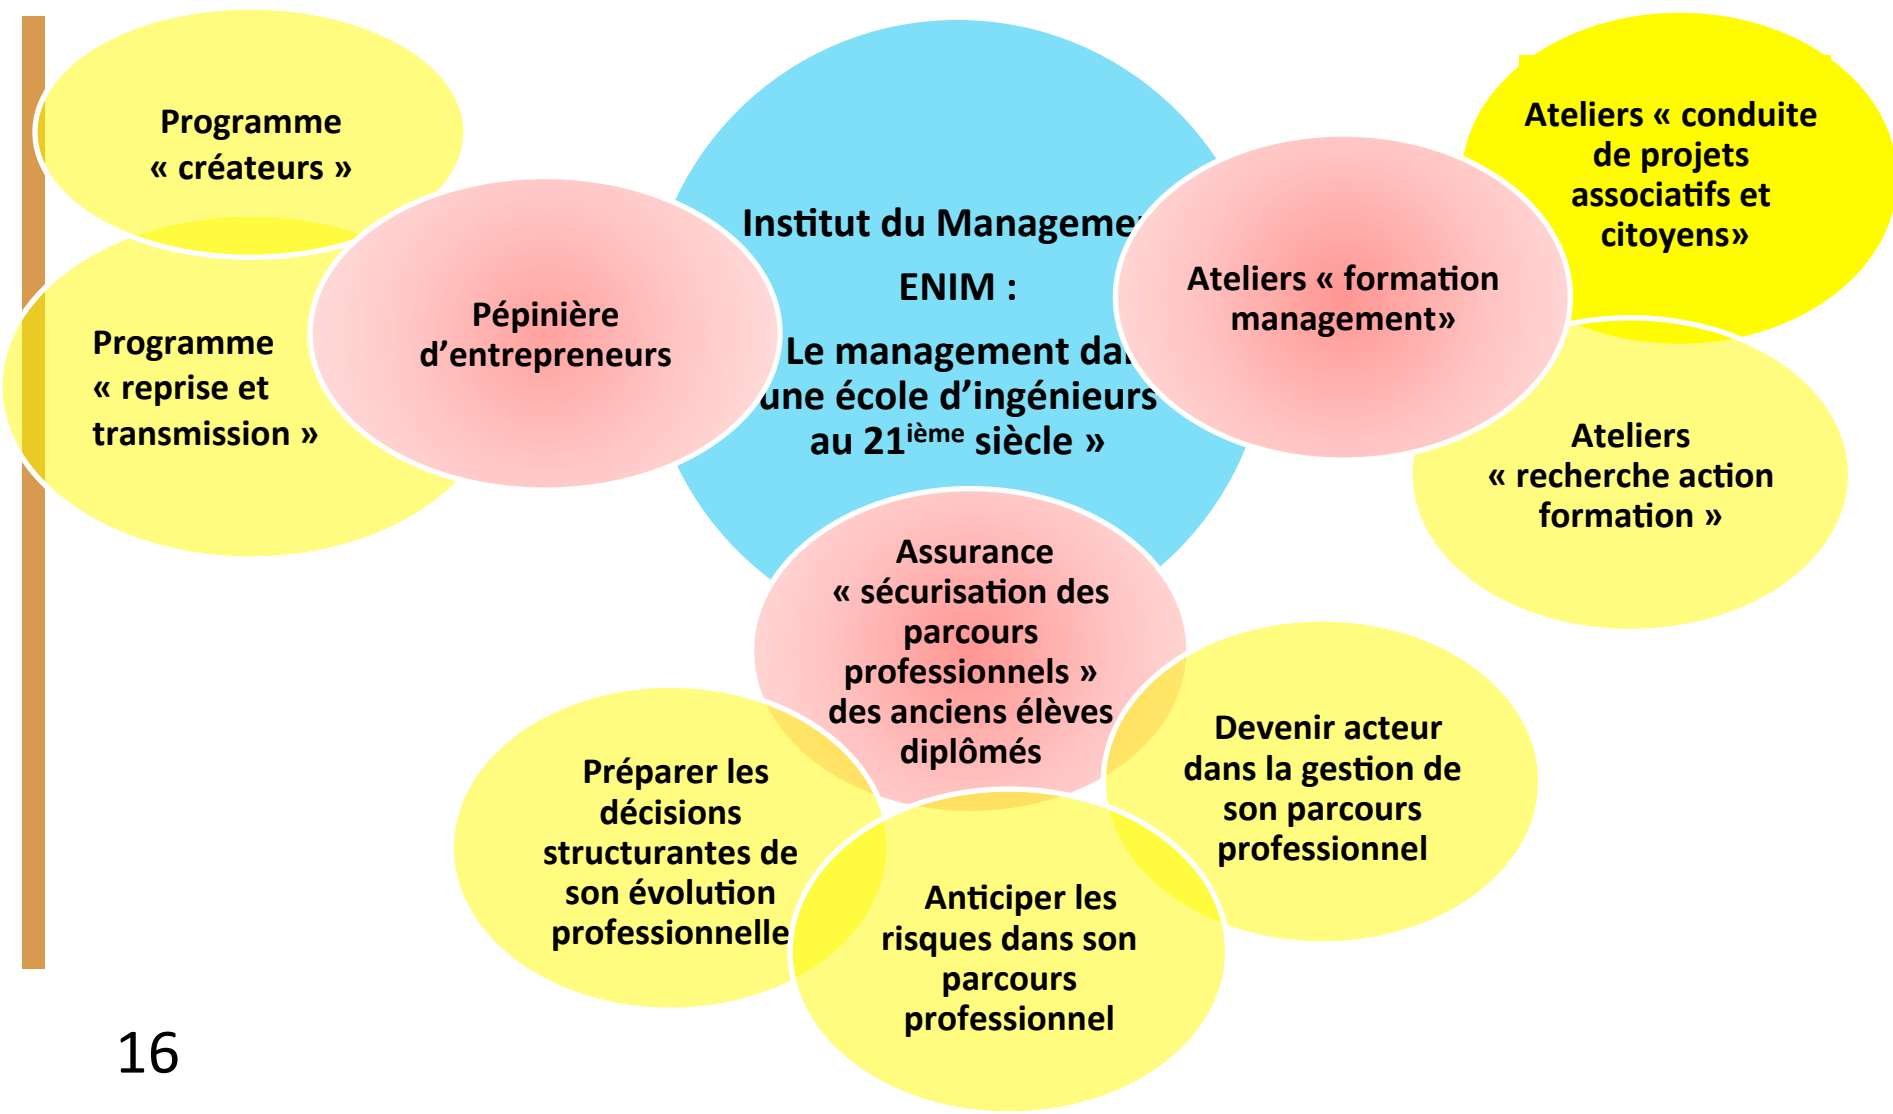 Programme
« créateurs »
Programme
« reprise et
transmission »
Pépinière
d’entrepreneurs
Institut du
ENIM :
Le management
une école d’ingénieurs
au 21ième siècle »
Ateliers « formation
management»
Ateliers « conduite
de projets
associatifs et
citoyens»
Ateliers
« recherche action
formation »
Assurance
« sécurisation des
parcours
professionnels »
des anciens élèves
diplômés
Préparer les
décisions
structurantes de
son évolution
professionnelle
Anticiper les
risques dans son
parcours
professionnel
Devenir acteur
dans la gestion de
son parcours
professionnel
16